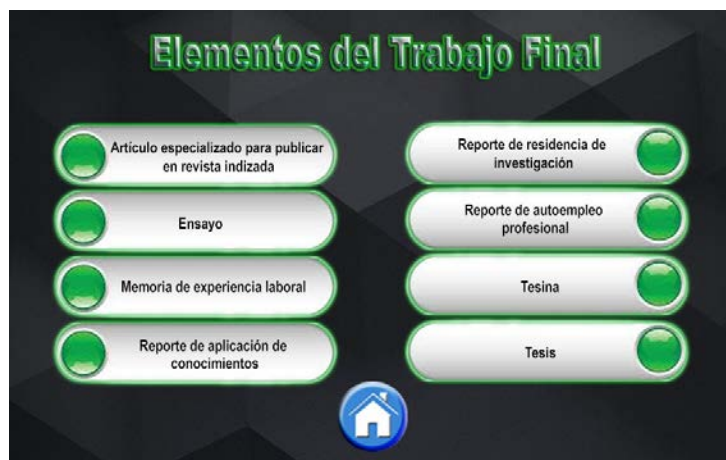 Elementos del Trabajo Final
Artículo especializado para publicar
en revista indizada
Ensayo
Memoria de experiencia laboral
Reporte de aplicación de
conocimientos
Reporte de residencia de
investigación
Reporte de autoempleo
profesional
Tesina
Tesis